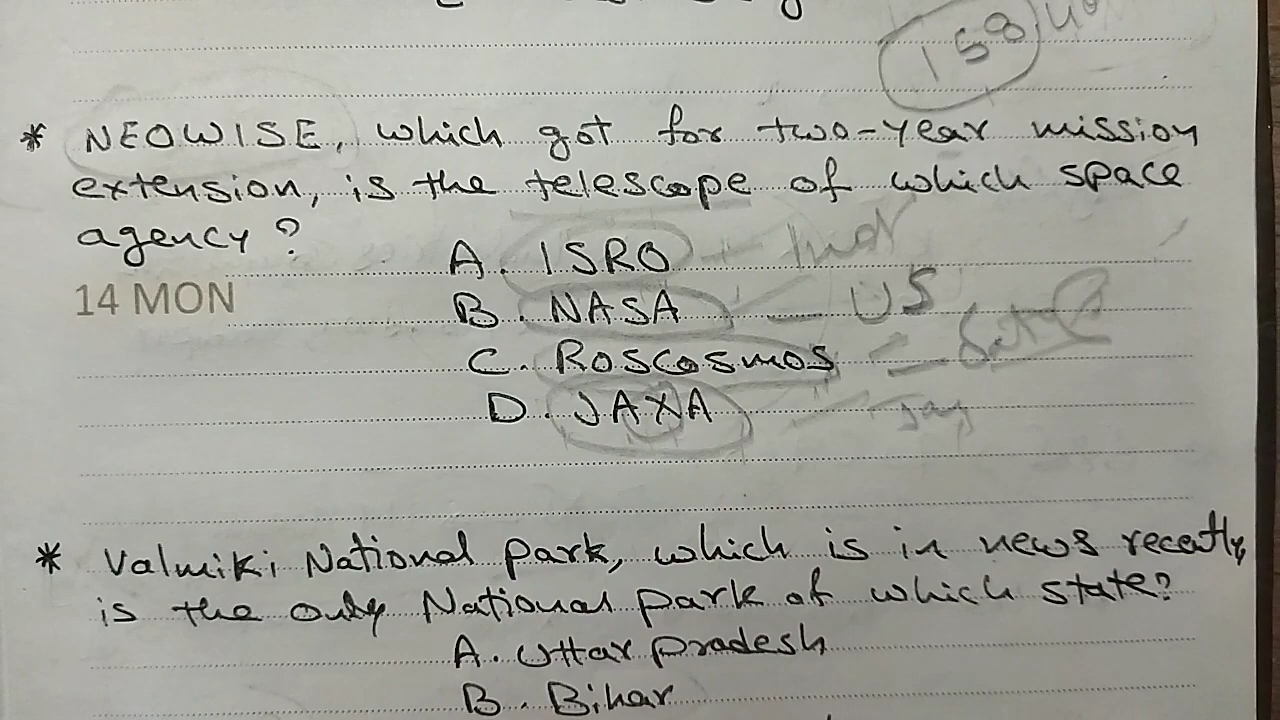 158
* NEOWISE, which got for two-year mission
extension, is the telescope of which space
agency?
A. ISRO
14 MON
B. NASA — US
C. Roscosmos
D. JAXA
* Valmiki National park, which is in news recently
is the only National park of which state?
A. Uttar pradesh
B. Bihar